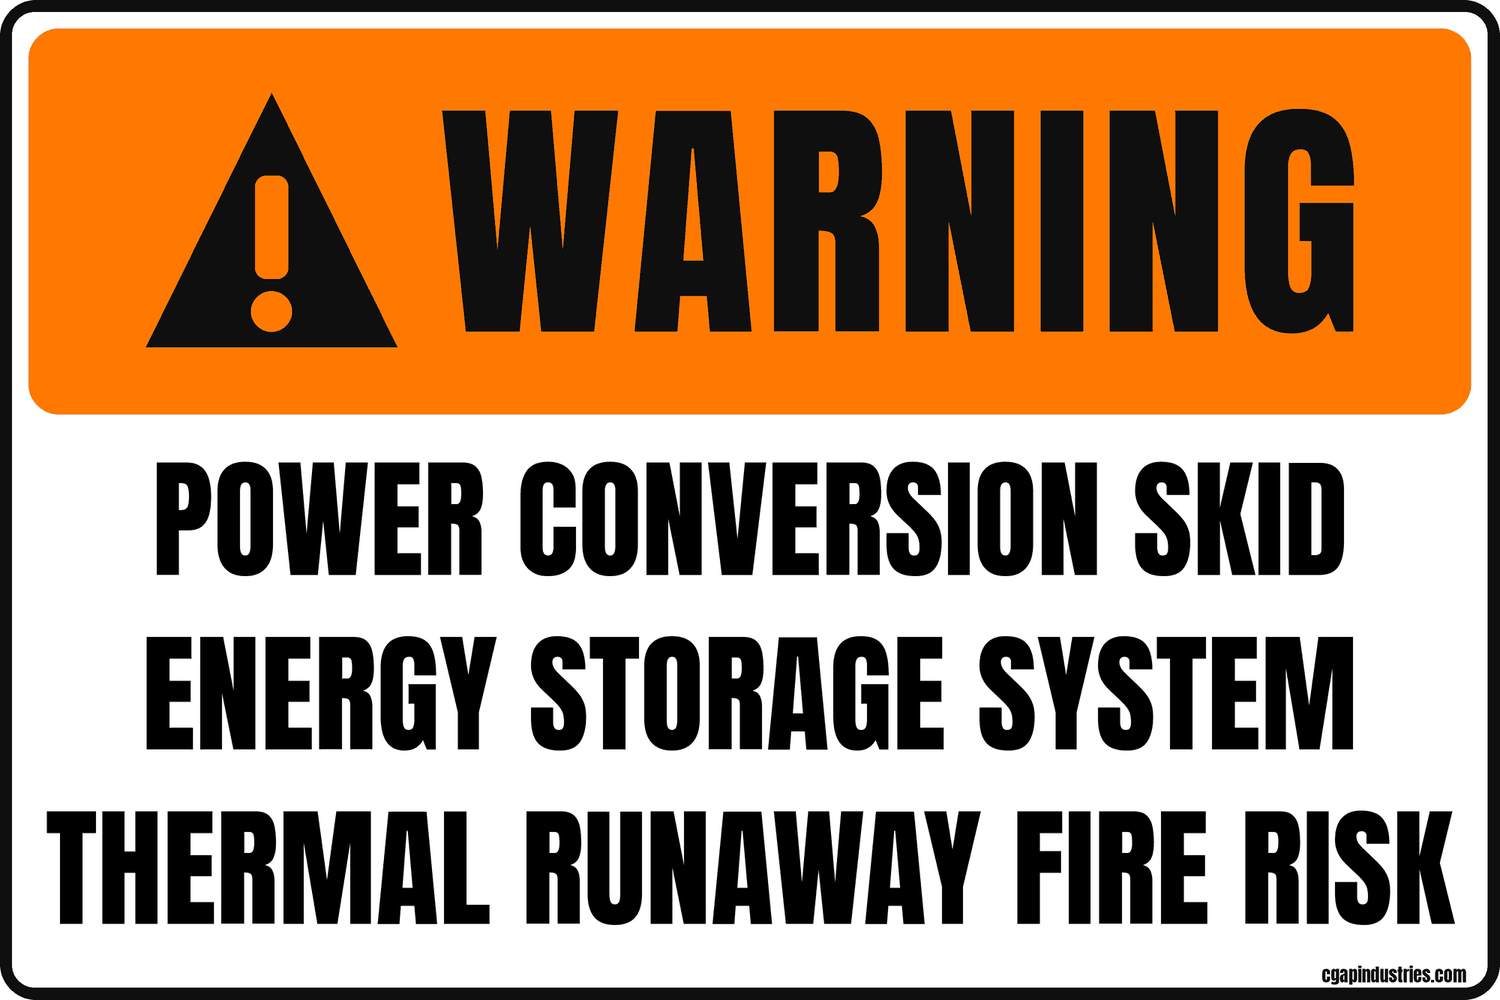 WARNING
POWER CONVERSION SKID
ENERGY STORAGE SYSTEM
THERMAL RUNAWAY FIRE RISK
cgapindustries.com